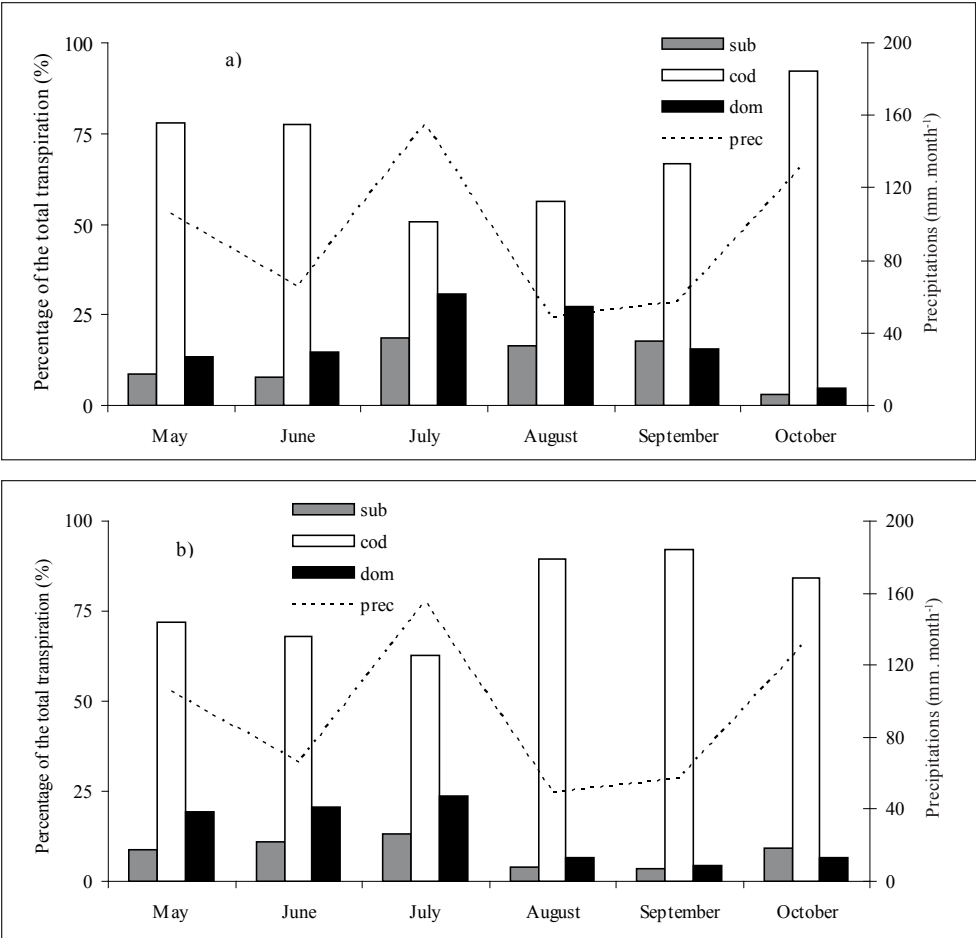 a)
sub
cod
dom
prec
Percentage of the total transpiration (%)
100
75
50
25
0
Precipitations (mm.month⁻¹)
200
160
120
80
40
0
May June July August September October
b)
sub
cod
dom
prec
Percentage of the total transpiration (%)
100
75
50
25
0
Precipitations (mm.month⁻¹)
200
160
120
80
40
0
May June July August September October